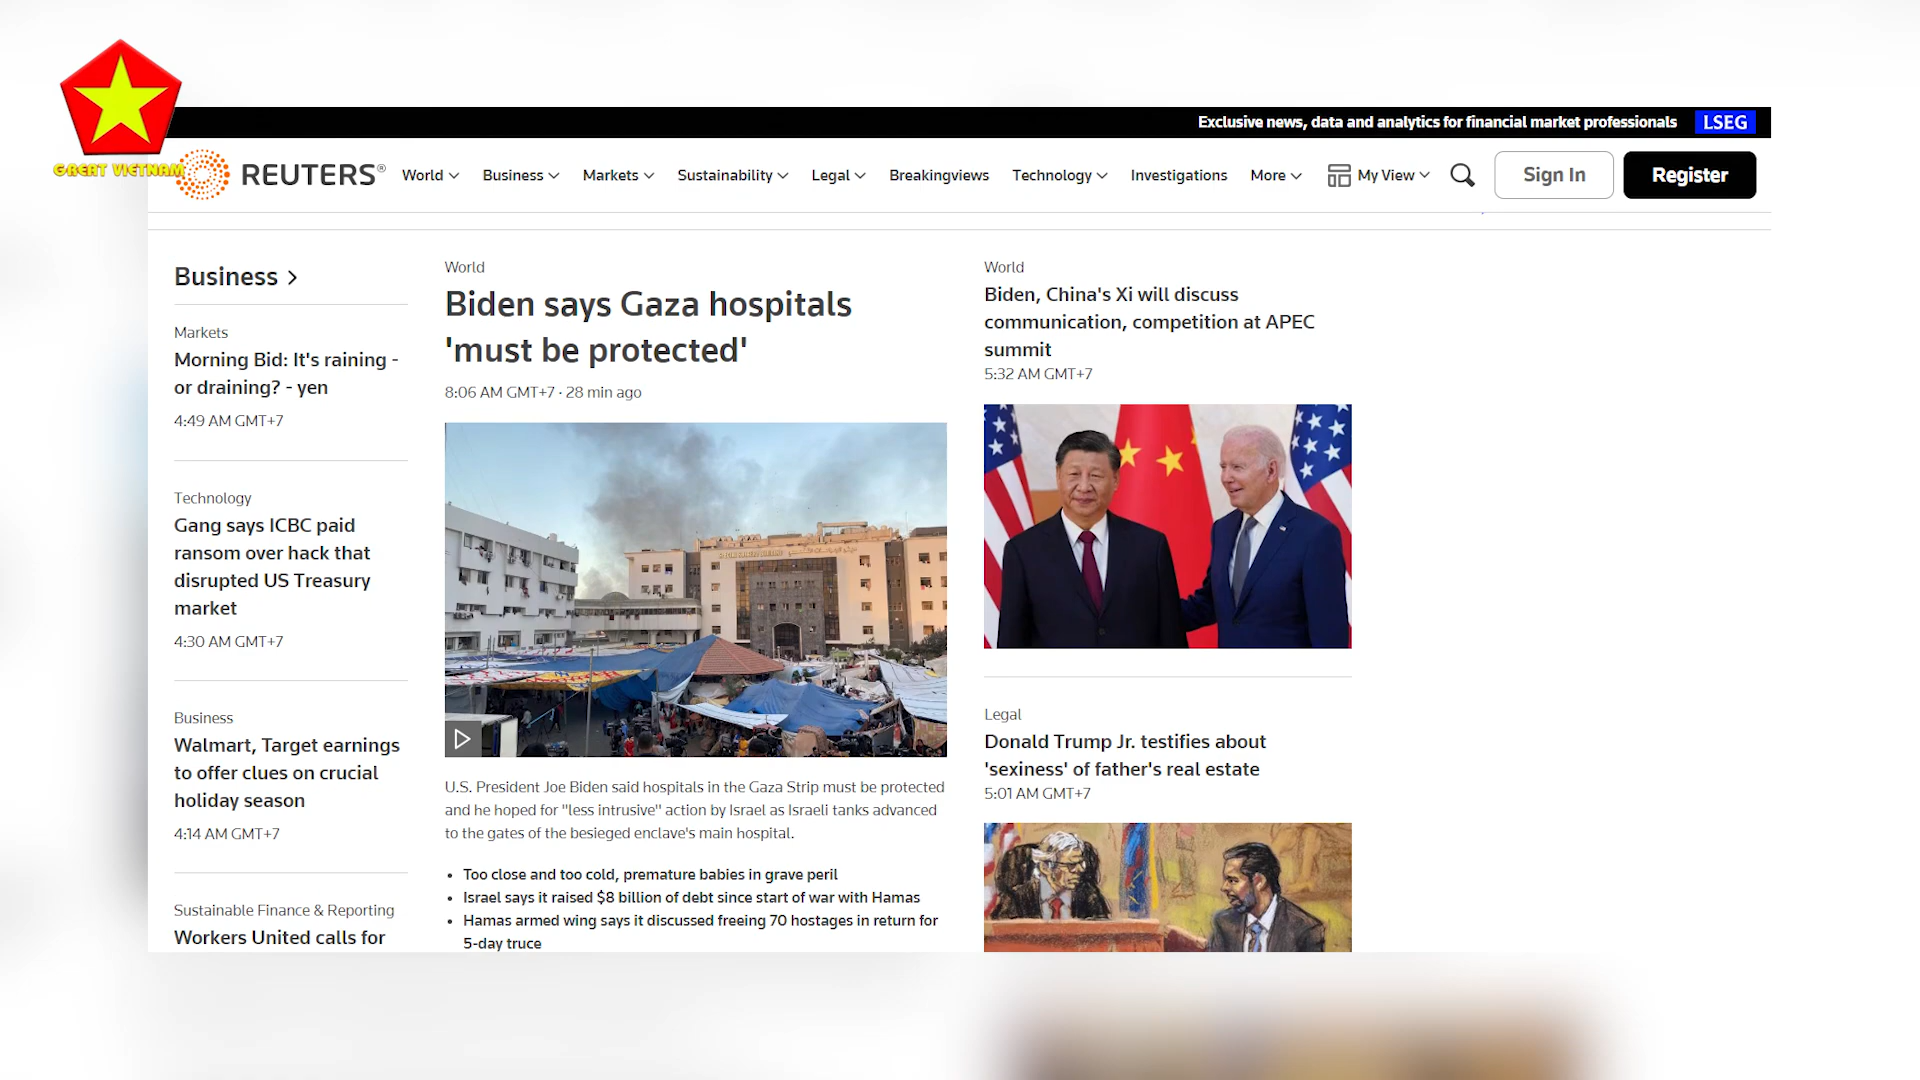 GREAT VIETNAM
Exclusive news, data and analytics for financial market professionals LSEG
REUTERS®
World Business Markets Sustainability Legal Breakingviews Technology Investigations More My View Sign In Register
Business
Markets
Morning Bid: It's raining -
or draining? - yen
4:49 AM GMT+7
Technology
Gang says ICBC paid
ransom over hack that
disrupted US Treasury
market
4:30 AM GMT+7
Business
Walmart, Target earnings
to offer clues on crucial
holiday season
4:14 AM GMT+7
Sustainable Finance & Reporting
Workers United calls for
World
Biden says Gaza hospitals
'must be protected'
8:06 AM GMT+7 · 28 min ago
U.S. President Joe Biden said hospitals in the Gaza Strip must be protected
and he hoped for "less intrusive" action by Israel as Israeli tanks advanced
to the gates of the besieged enclave's main hospital.
• Too close and too cold, premature babies in grave peril
• Israel says it raised $8 billion of debt since start of war with Hamas
• Hamas armed wing says it discussed freeing 70 hostages in return for
5-day truce
World
Biden, China's Xi will discuss
communication, competition at APEC
summit
5:32 AM GMT+7
Legal
Donald Trump Jr. testifies about
'sexiness' of father's real estate
5:01 AM GMT+7